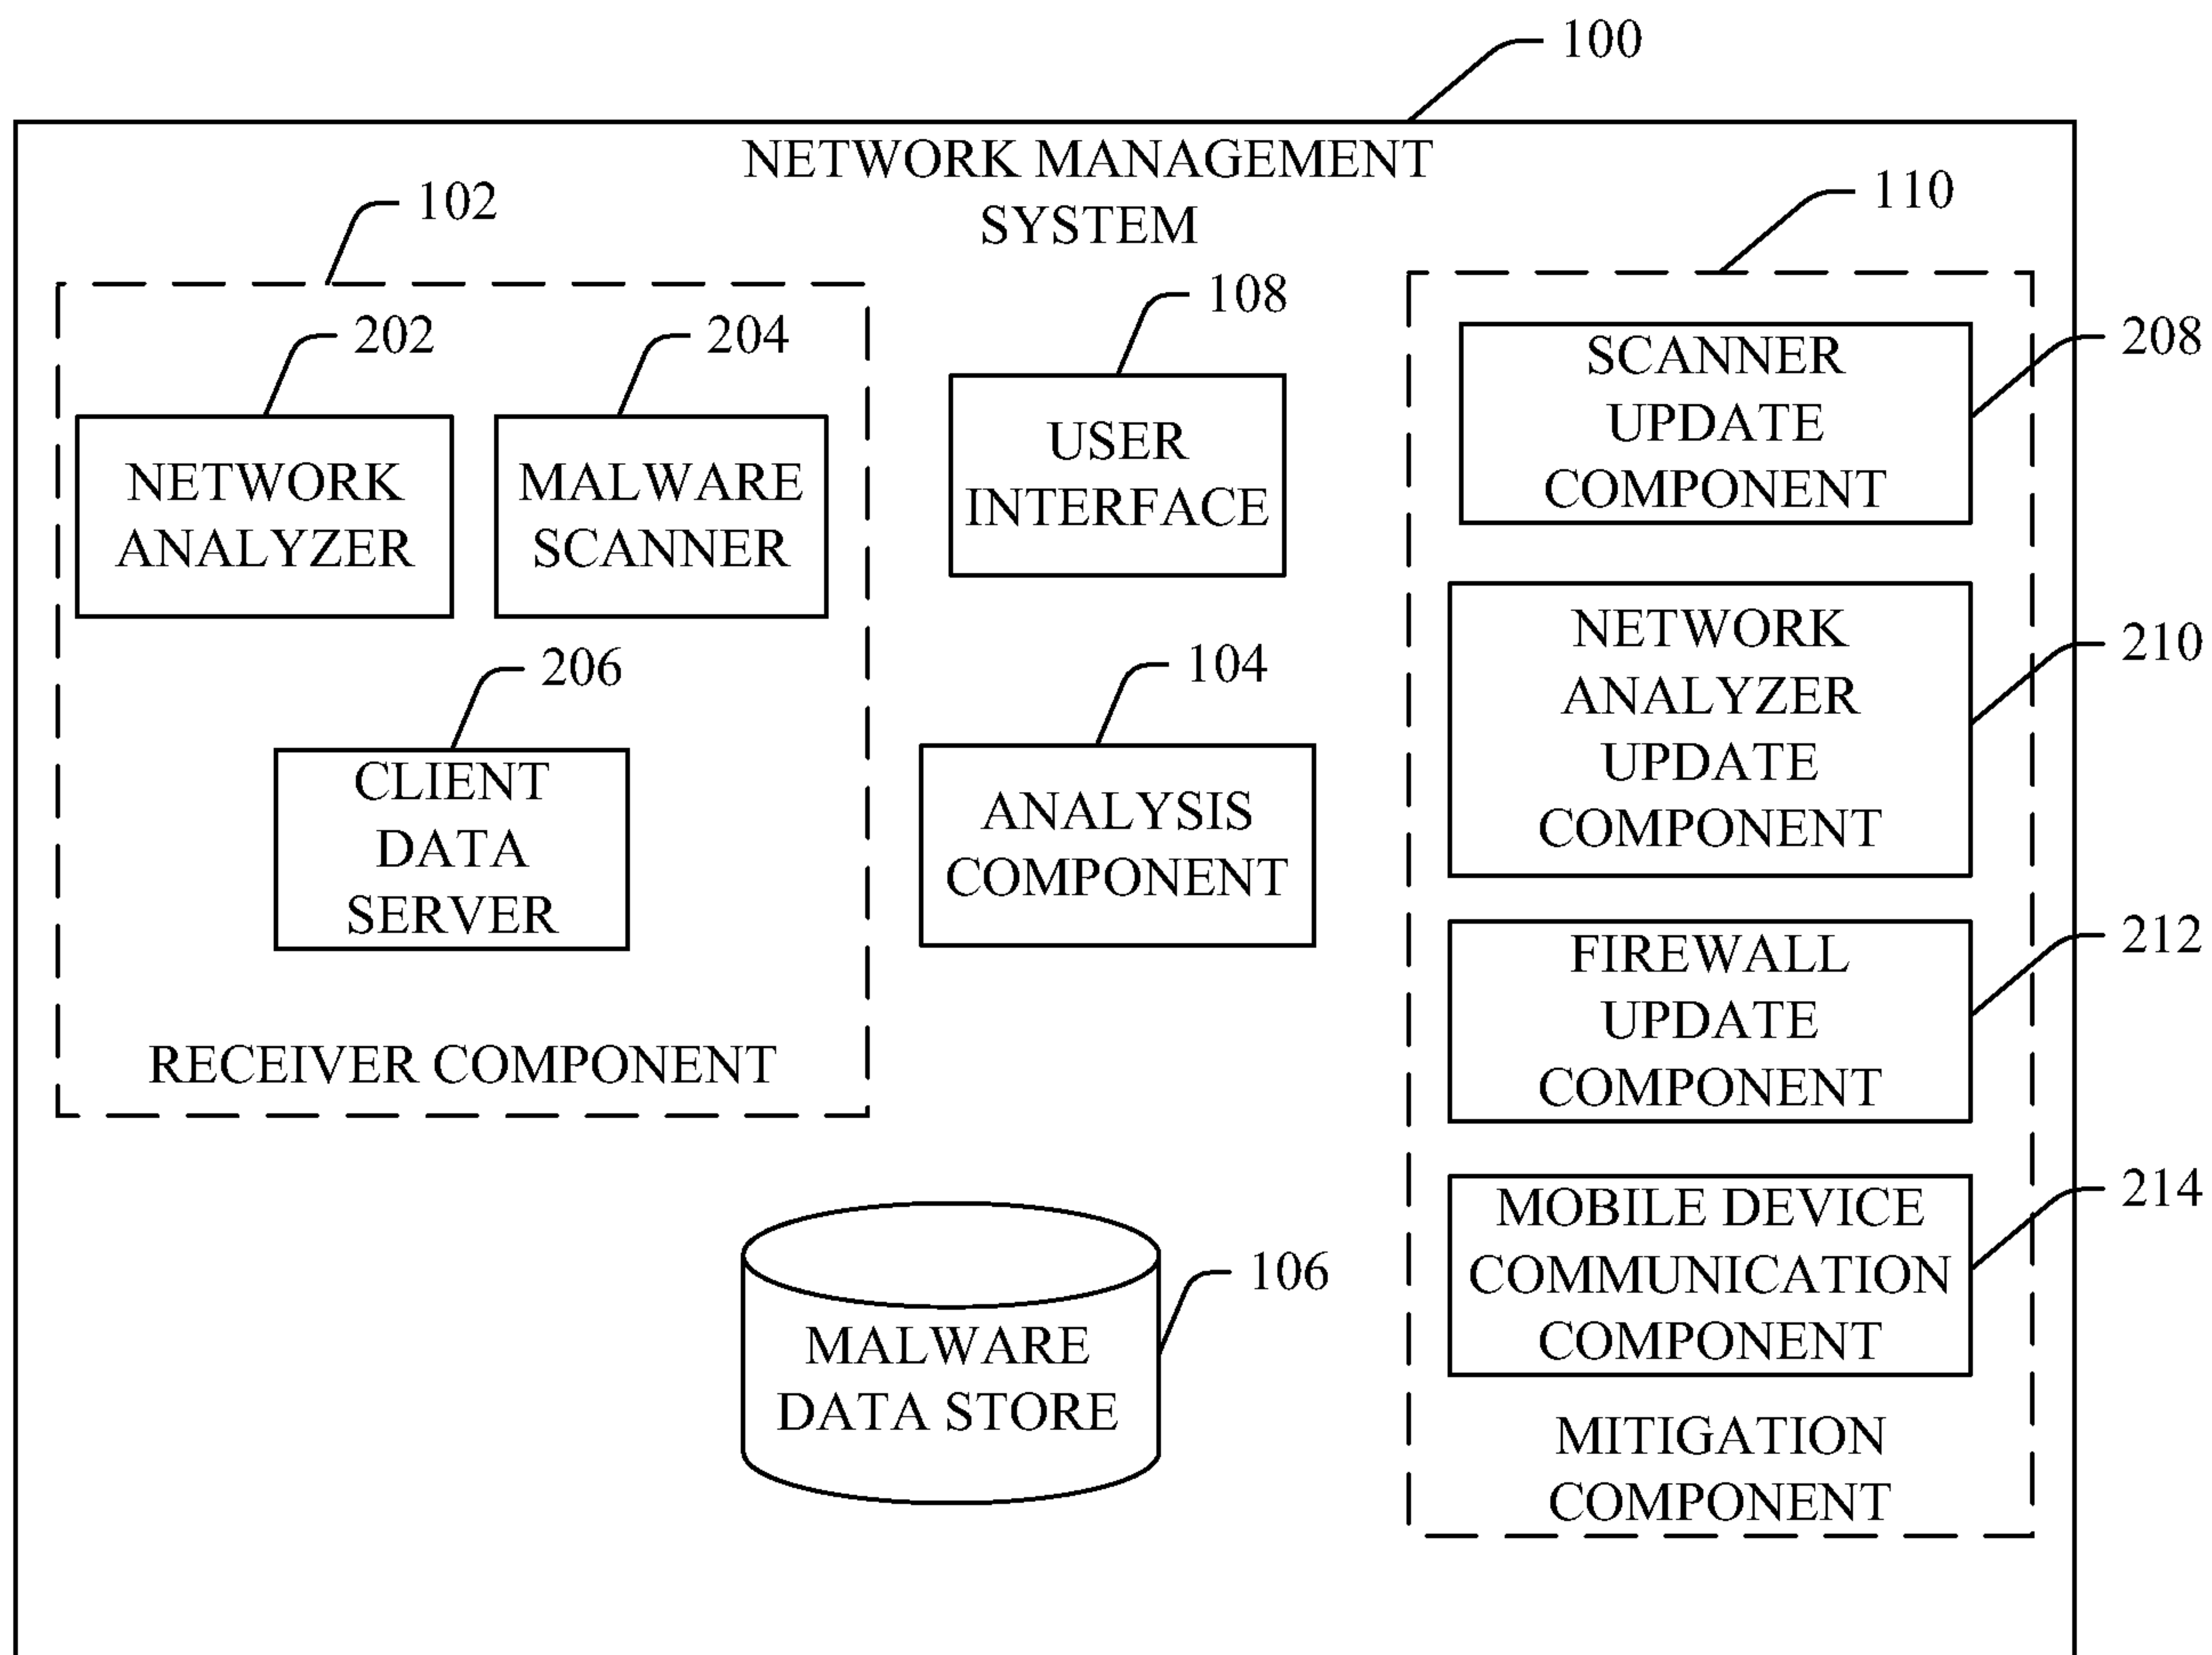 100
NETWORK MANAGEMENT
SYSTEM
102
110
202
204
NETWORK
ANALYZER
MALWARE
SCANNER
206
CLIENT
DATA
SERVER
RECEIVER COMPONENT
108
USER
INTERFACE
104
ANALYSIS
COMPONENT
106
MALWARE
DATA STORE
208
SCANNER
UPDATE
COMPONENT
210
NETWORK
ANALYZER
UPDATE
COMPONENT
212
FIREWALL
UPDATE
COMPONENT
214
MOBILE DEVICE
COMMUNICATION
COMPONENT
MITIGATION
COMPONENT